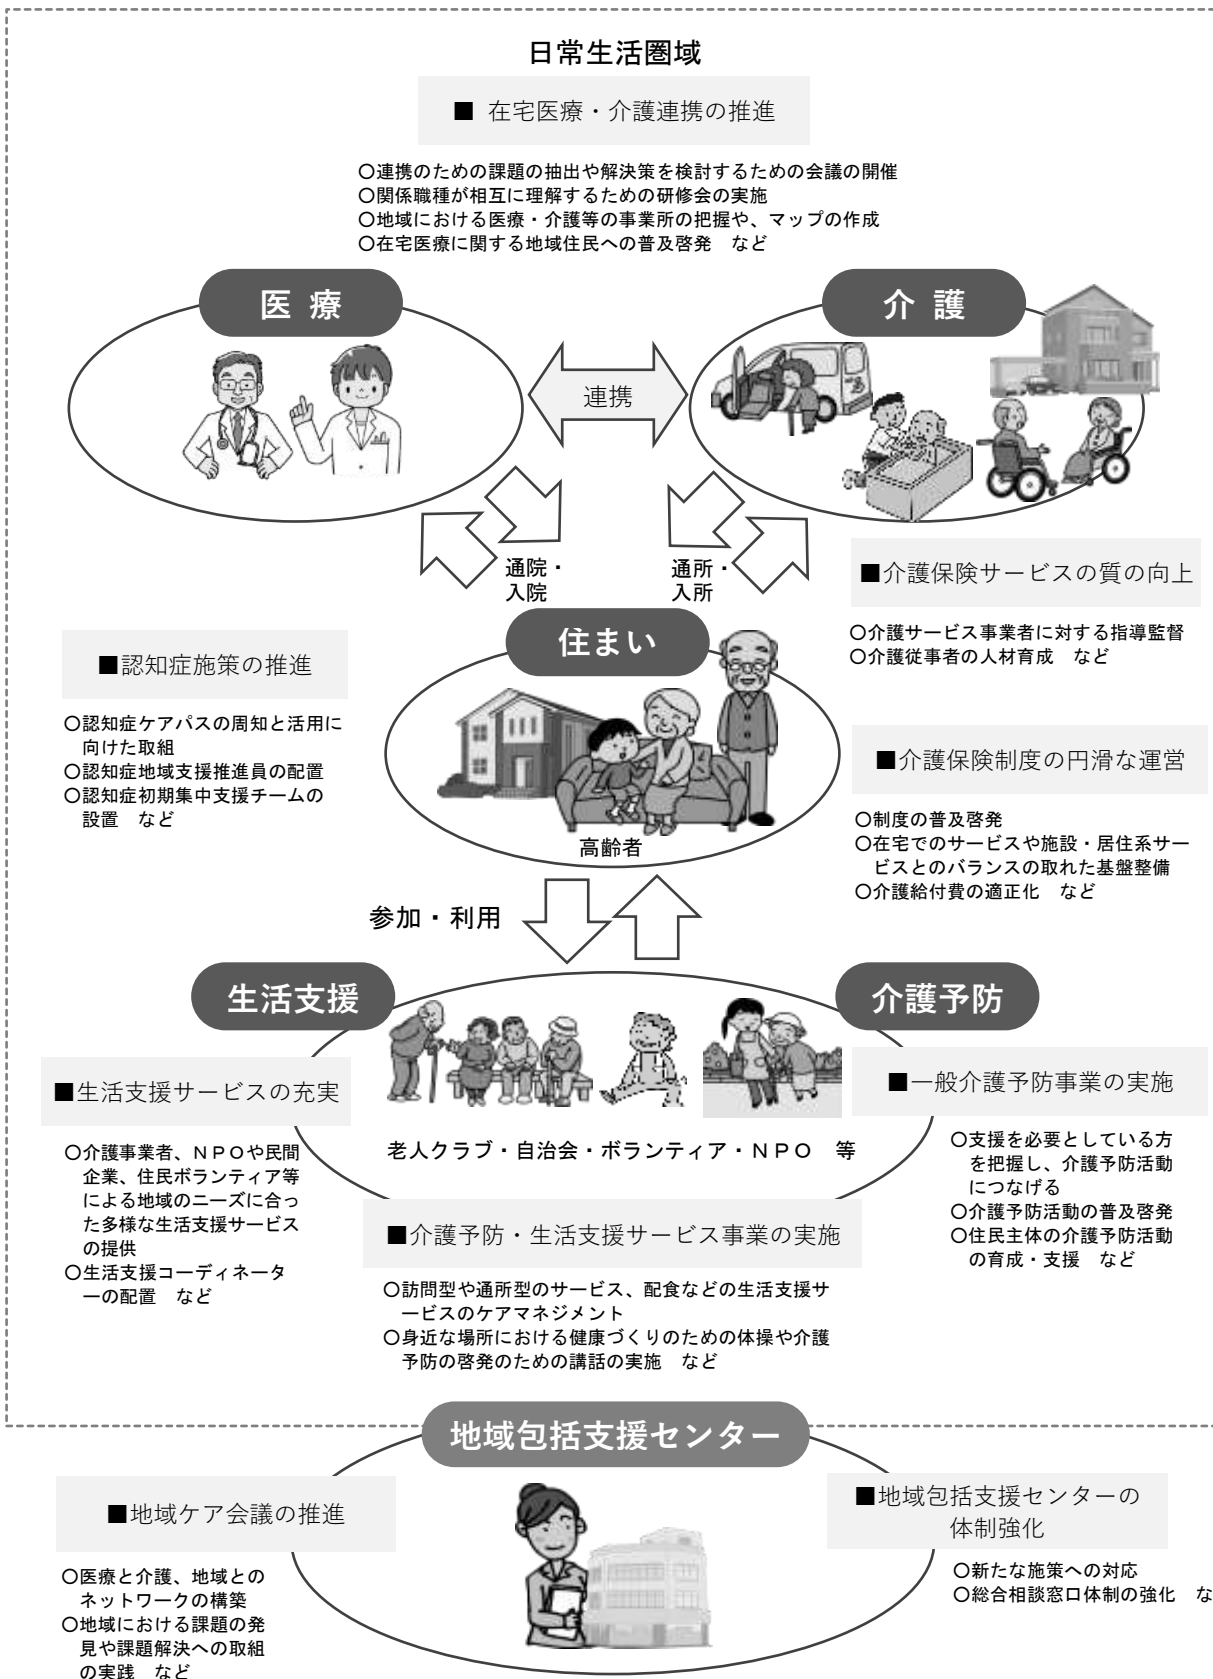 日常生活圏域
■ 在宅医療・介護連携の推進
○連携のための課題の抽出や解決策を検討するための会議の開催
○関係職種が相互に理解するための研修会の実施
○地域における医療・介護等の事業所の把握や、マップの作成
○在宅医療に関する地域住民への普及啓発　など
医 療
介 護
連携
通院・
入院
通所・
入所
■介護保険サービスの質の向上
○介護サービス事業者に対する指導監督
○介護従事者の人材育成　など
住まい
高齢者
■認知症施策の推進
○認知症ケアパスの周知と活用に
向けた取組
○認知症地域支援推進員の配置
○認知症初期集中支援チームの
設置　など
■介護保険制度の円滑な運営
○制度の普及啓発
○在宅でのサービスや施設・居住系サー
ビスとのバランスの取れた基盤整備
○介護給付費の適正化　など
参加・利用
生活支援
介護予防
■生活支援サービスの充実
○介護事業者、ＮＰＯや民間
企業、住民ボランティア等
による地域のニーズに合っ
た多様な生活支援サービス
の提供
○生活支援コーディネータ
ーの配置　など
老人クラブ・自治会・ボランティア・ＮＰＯ　等
■一般介護予防事業の実施
○支援を必要としている方
を把握し、介護予防活動
につなげる
○介護予防活動の普及啓発
○住民主体の介護予防活動
の育成・支援　など
■介護予防・生活支援サービス事業の実施
○訪問型や通所型のサービス、配食などの生活支援サ
ービスのケアマネジメント
○身近な場所における健康づくりのための体操や介護
予防の啓発のための講話の実施　など
地域包括支援センター
■地域ケア会議の推進
○医療と介護、地域との
ネットワークの構築
○地域における課題の発
見や課題解決への取組
の実践　など
■地域包括支援センターの
体制強化
○新たな施策への対応
○総合相談窓口体制の強化　な